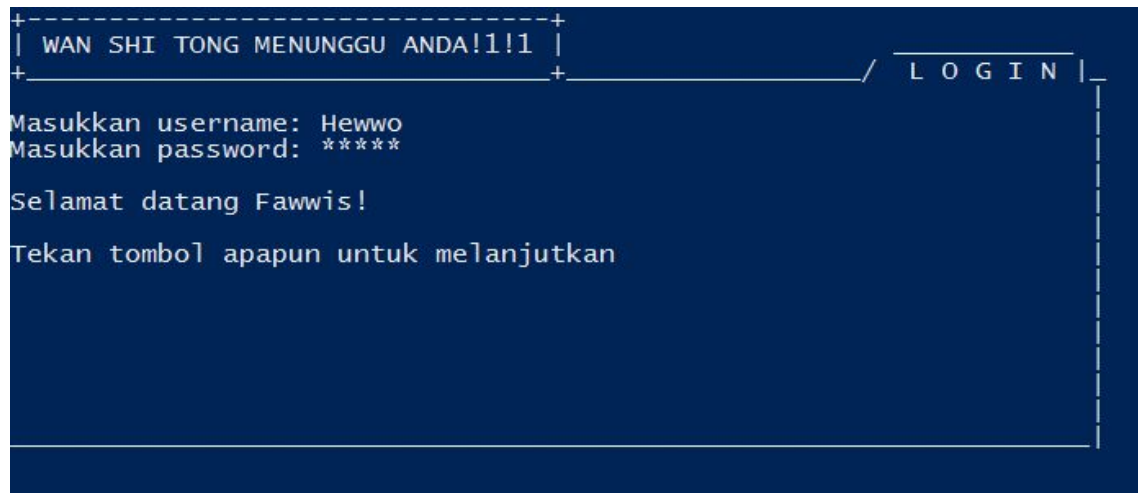 WAN SHI TONG MENUNGGU ANDA!1!1
L O G I N
Masukkan username: Hewwo
Masukkan password: *****
Selamat datang Fawwis!
Tekan tombol apapun untuk melanjutkan